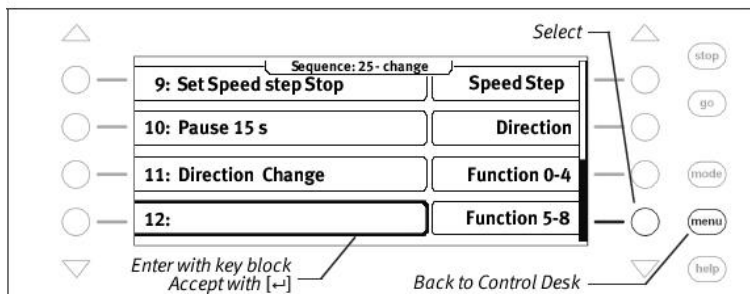 Select
stop
Sequence: 25- change
9: Set Speed step Stop
Speed Step
go
10: Pause 15 s
Direction
11: Direction Change
Function 0-4
mode
12:
Function 5-8
menu
Enter with key block
Accept with [↵]
Back to Control Desk
help